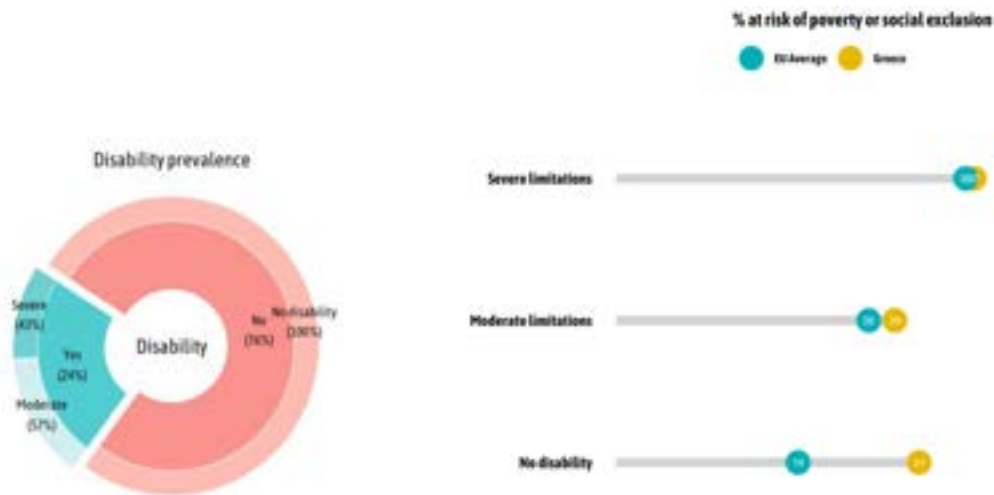 % at risk of poverty or social exclusion
EU Average
Greece
Disability prevalence
Severe
(43%)
Yes
(24%)
Moderate
(57%)
Disability
No
(76%)
No disability
(100%)
Severe limitations
Moderate limitations
No disability